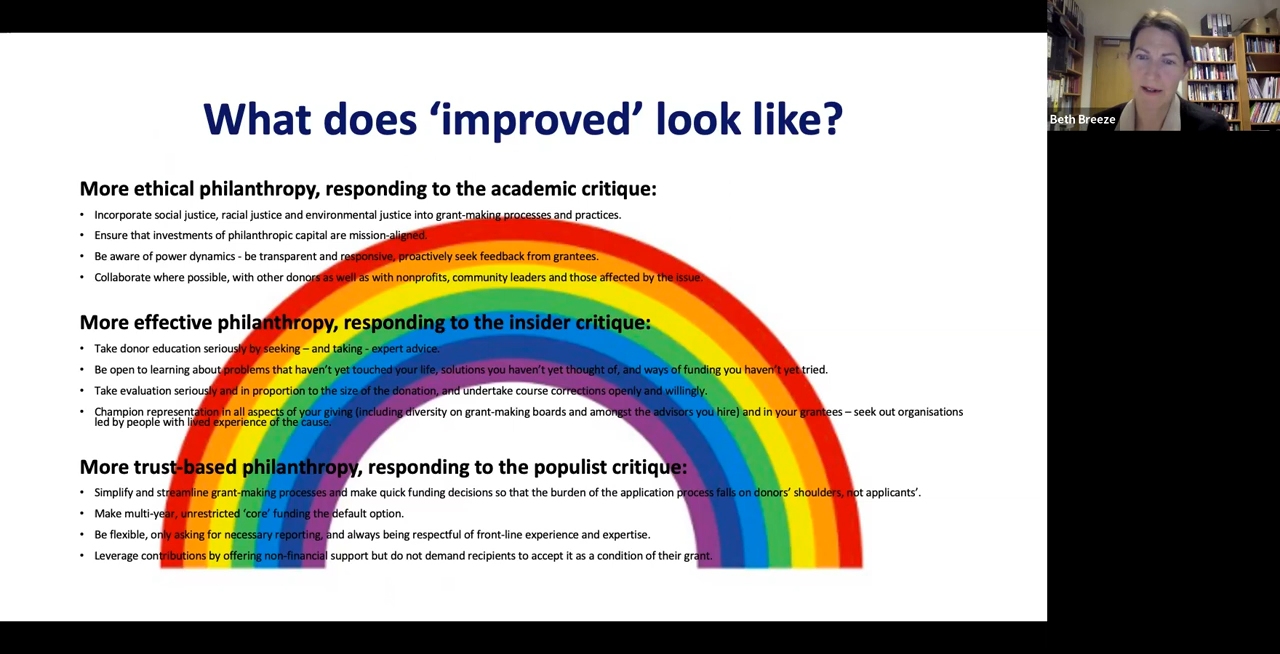 What does ‘improved’ look like?
More ethical philanthropy, responding to the academic critique:
• Incorporate social justice, racial justice and environmental justice into grant-making processes and practices.
• Ensure that investments of philanthropic capital are mission-aligned.
• Be aware of power dynamics - be transparent and responsive, proactively seek feedback from grantees.
• Collaborate where possible, with other donors as well as with nonprofits, community leaders and those affected by the issue.
More effective philanthropy, responding to the insider critique:
• Take donor education seriously by seeking – and taking - expert advice.
• Be open to learning about problems that haven’t yet touched your life, solutions you haven’t yet thought of, and ways of funding you haven’t yet tried.
• Take evaluation seriously and in proportion to the size of the donation, and undertake course corrections openly and willingly.
• Champion representation in all aspects of your giving (including diversity on grant-making boards and amongst the advisors you hire) and in your grantees – seek out organisations
led by people with lived experience of the cause.
More trust-based philanthropy, responding to the populist critique:
• Simplify and streamline grant-making processes and make quick funding decisions so that the burden of the application process falls on donors’ shoulders, not applicants’.
• Make multi-year, unrestricted ‘core’ funding the default option.
• Be flexible, only asking for necessary reporting, and always being respectful of front-line experience and expertise.
• Leverage contributions by offering non-financial support but do not demand recipients to accept it as a condition of their grant.
Beth Breeze